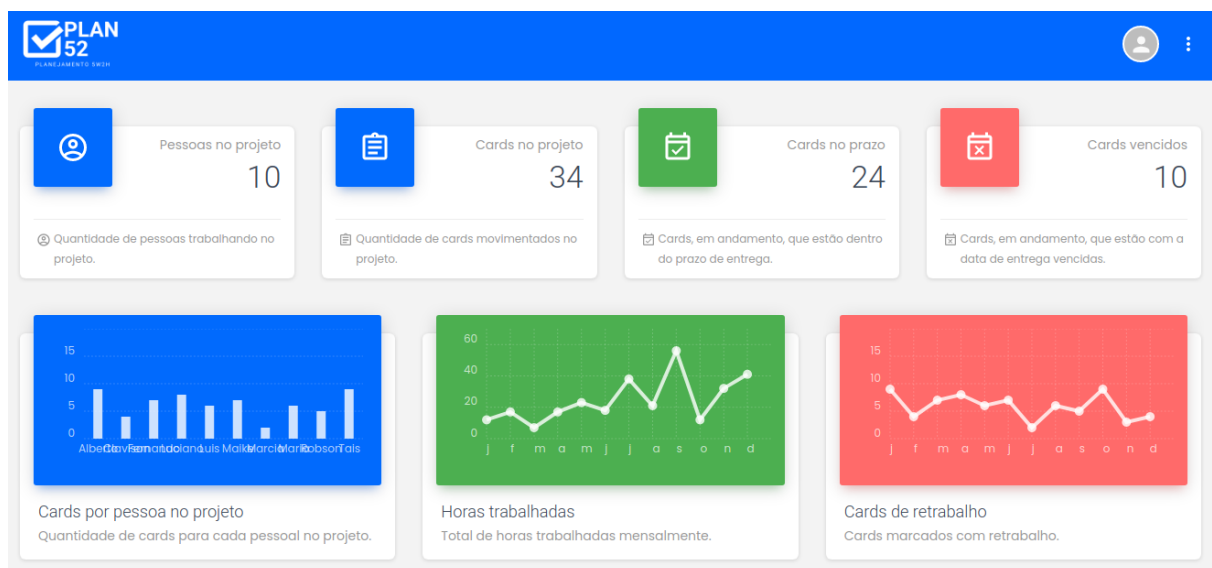 PLAN
52
PLANEJAMENTO 5W2H
Pessoas no projeto
10
Quantidade de pessoas trabalhando no
projeto.
Cards no projeto
34
Quantidade de cards movimentados no
projeto.
Cards no prazo
24
Cards, em andamento, que estão dentro
do prazo de entrega.
Cards vencidos
10
Cards, em andamento, que estão com a
data de entrega vencidas.
15
10
5
0
Luis Maike Marcia Maria Robson Tais
Cards por pessoa no projeto
Quantidade de cards para cada pessoal no projeto.
60
40
20
0
j f m a m j j a s o n d
Horas trabalhadas
Total de horas trabalhadas mensalmente.
15
10
5
0
j f m a m j j a s o n d
Cards de retrabalho
Cards marcados com retrabalho.